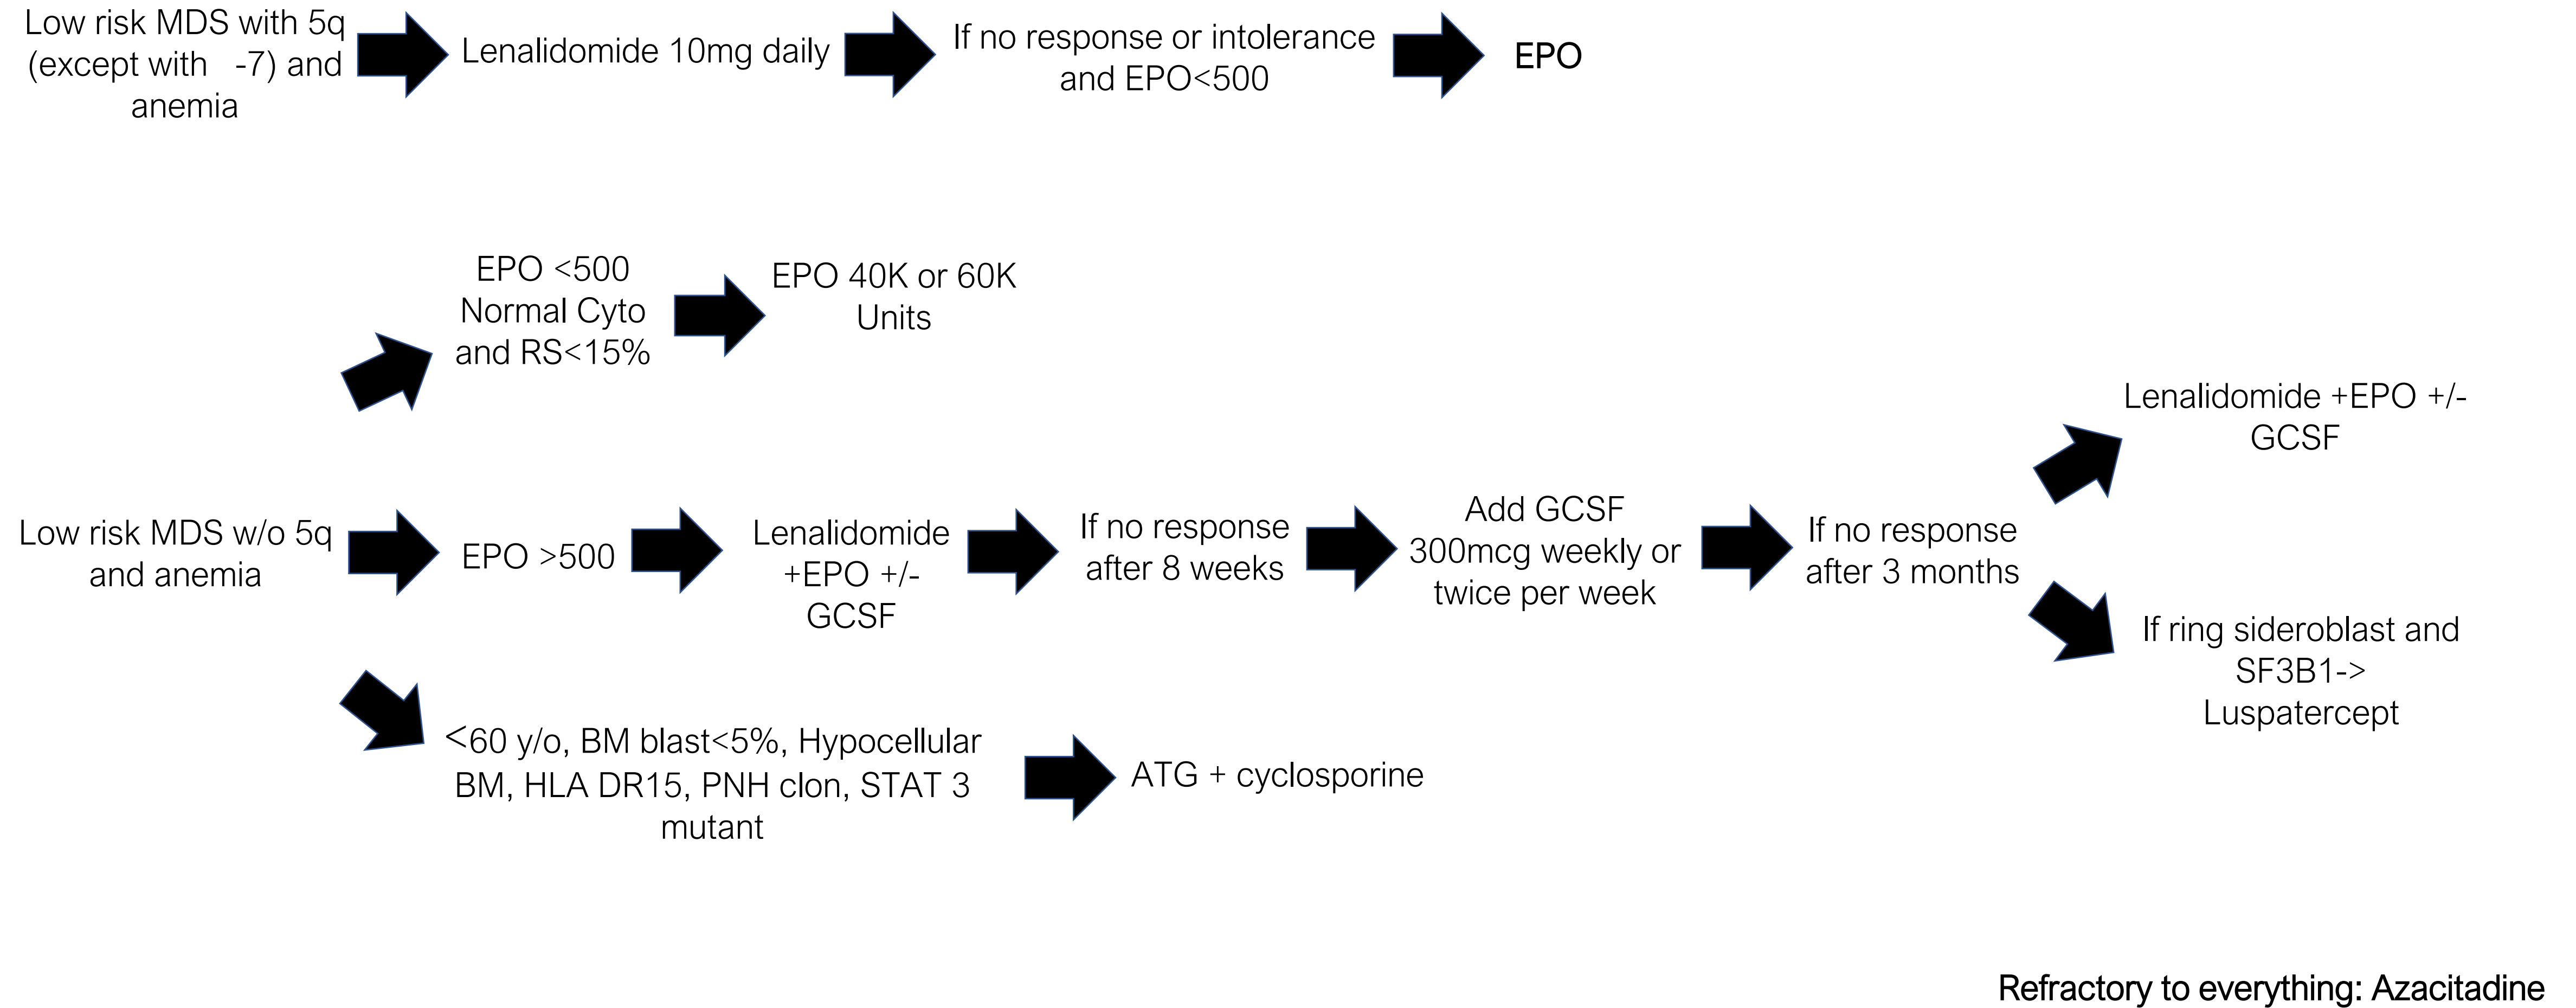 Low risk MDS with 5q
(except with -7) and
anemia
Lenalidomide 10mg daily
If no response or intolerance
and EPO<500
EPO
EPO <500
Normal Cyto
and RS<15%
EPO 40K or 60K
Units
Low risk MDS w/o 5q
and anemia
EPO >500
Lenalidomide
+EPO +/-
GCSF
If no response
after 8 weeks
Add GCSF
300mcg weekly or
twice per week
If no response
after 3 months
Lenalidomide +EPO +/-
GCSF
If ring sideroblast and
SF3B1->
Luspatercept
<60 y/o, BM blast<5%, Hypocellular
BM, HLA DR15, PNH clon, STAT 3
mutant
ATG + cyclosporine
Refractory to everything: Azacitadine